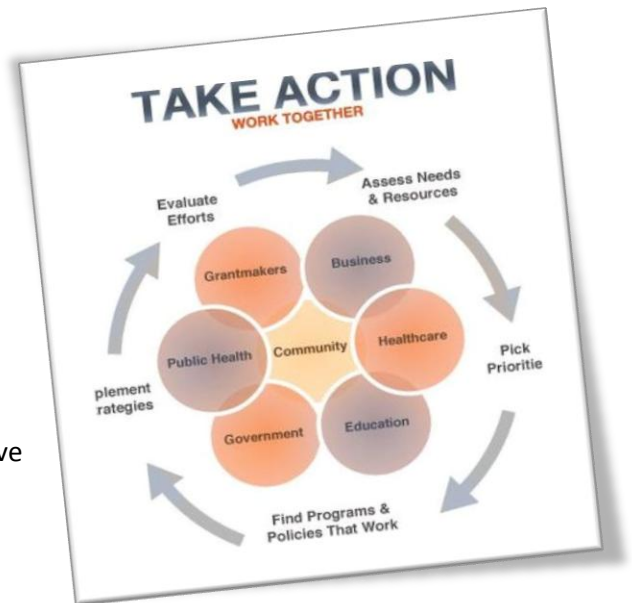 TAKE ACTION
WORK TOGETHER
Assess Needs
& Resources
Evaluate
Efforts
Grantmakers
Business
Public Health
Community
Healthcare
Pick
Prioritie
plement
rategies
Government
Education
ve
Find Programs &
Policies That Work